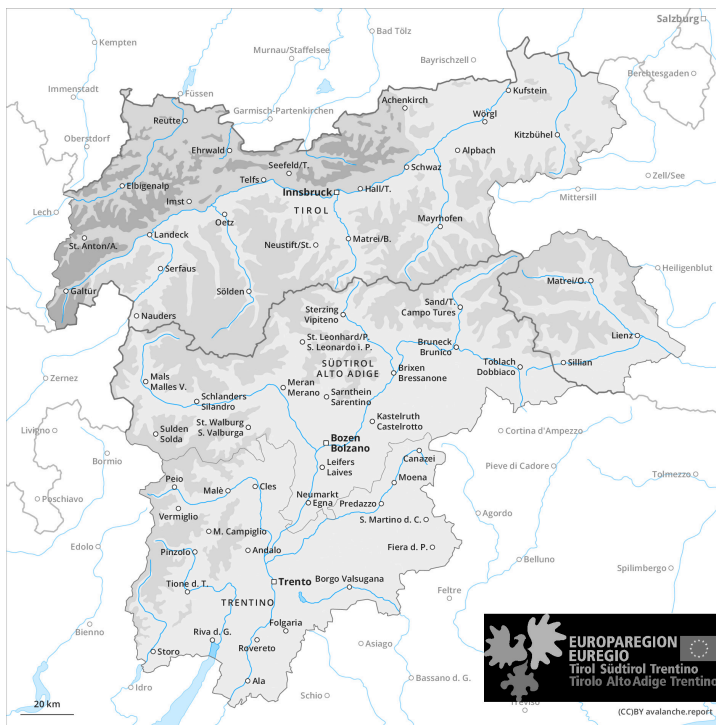 Salzburg
Kempten
Bad Tölz
Murnau/Staffelsee
Bayrischzell
Berchtesgaden
Immenstadt
Füssen
Achenkirch
Kufstein
Garmisch-Partenkirchen
Reutte
Wörgl
Oberstdorf
Ehrwald
Kitzbühel
Seefeld/T.
Alpbach
Schwaz
Zell/See
Elbigenalp
Telfs
Innsbruck
Hall/T.
Mittersill
Imst
TIROL
Lech
Oetz
Mayrhofen
St. Anton/A.
Landeck
Neustift/St.
Matrei/B.
Serfaus
Heiligenblut
Galtür
Sölden
Matrei/O.
Nauders
Sterzing
Vipiteno
Sand/T.
Campo Tures
Lienz
St. Leonhard/P.
S. Leonardo i. P.
Bruneck
Brunico
SÜDTIROL
ALTO ADIGE
Toblach
Dobbiaco
Sillian
Zernez
Mals
Malles V.
Meran
Merano
Brixen
Bressanone
Schlanders
Silandro
Sarnthein
Sarentino
Livigno
Sulden
Solda
St. Walburg
S. Valburga
Kastelruth
Castelrotto
Cortina d'Ampezzo
Bozen
Bolzano
Bormio
Canazei
Pieve di Cadore
Leifers
Laives
Tolmezzo
Poschiavo
Peio
Malè
Cles
Moena
Neumarkt
Egna
Predazzo
Vermiglio
S. Martino d. C.
Agordo
M. Campiglio
Edolo
Pinzolo
Andalo
Fiera d. P.
Belluno
Spilimbergo
Tione d. T.
Trento
Borgo Valsugana
Feltre
TRENTINO
Bienno
Folgaria
Riva d. G.
Rovereto
Asiago
Storo
Idro
Ala
Schio
Bassano d. G.
Treviso
EUROPAREGION
EUREGIO
Tirol Südtirol Trentino
Tirolo Alto Adige Trentino
20 km
(CC)BY avalanche.report